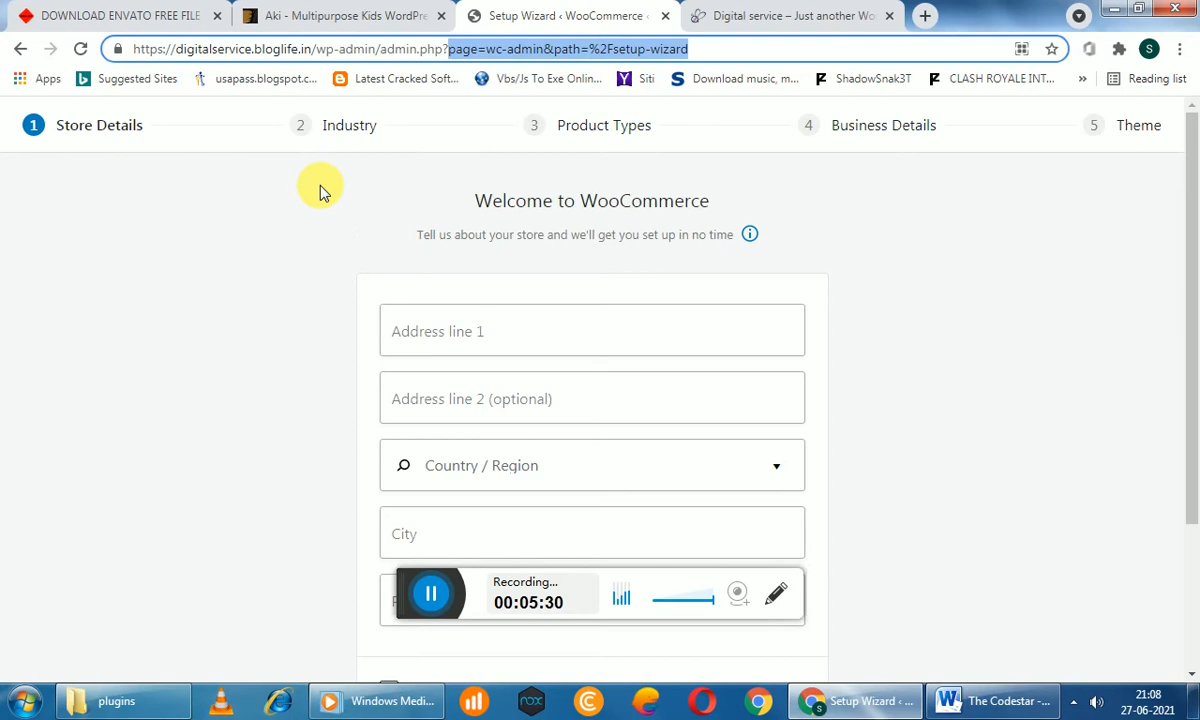 DOWNLOAD ENVATO FREE FILE
Aki - Multipurpose Kids WordPre
Setup Wizard ‹ WooCommerce ‹
Digital service – Just another Wo
https://digitalservice.bloglife.in/wp-admin/admin.php?page=wc-admin&path=%2Fsetup-wizard
S
Apps
Suggested Sites
usapass.blogspot.c...
Latest Cracked Soft...
Vbs/Js To Exe Onlin...
Siti
Download music, m...
ShadowSnak3T
CLASH ROYALE INT...
»
Reading list
1 Store Details
2 Industry
3 Product Types
4 Business Details
5 Theme
Welcome to WooCommerce
Tell us about your store and we'll get you set up in no time
Address line 1
Address line 2 (optional)
Country / Region
City
Recording...
00:05:30
plugins
Windows Medi...
nox
Setup Wizard ‹ ...
The Codestar -...
21:08
27-06-2021